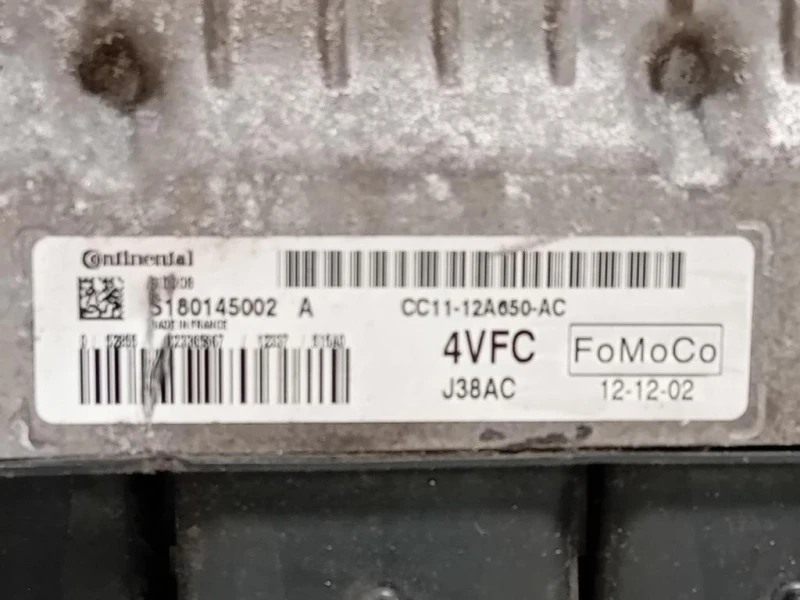 Continental
S180145002 A
CC11-12A650-AC
MADE IN FRANCE
4VFC
FoMoCo
J38AC
12-12-02